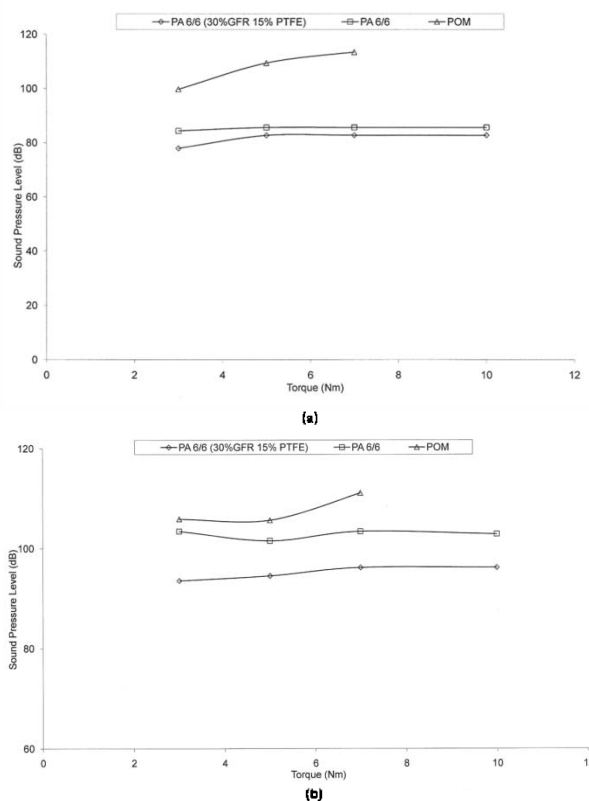 PA 6/6 (30%GFR 15% PTFE) PA 6/6 POM
120
100
80
60
40
20
0
Sound Pressure Level (dB)
0 2 4 6 8 10 12
Torque (Nm)
(a)
PA 6/6 (30%GFR 15% PTFE) PA 6/6 POM
120
100
80
60
Sound Pressure Level (dB)
0 2 4 6 8 10 12
Torque (Nm)
(b)